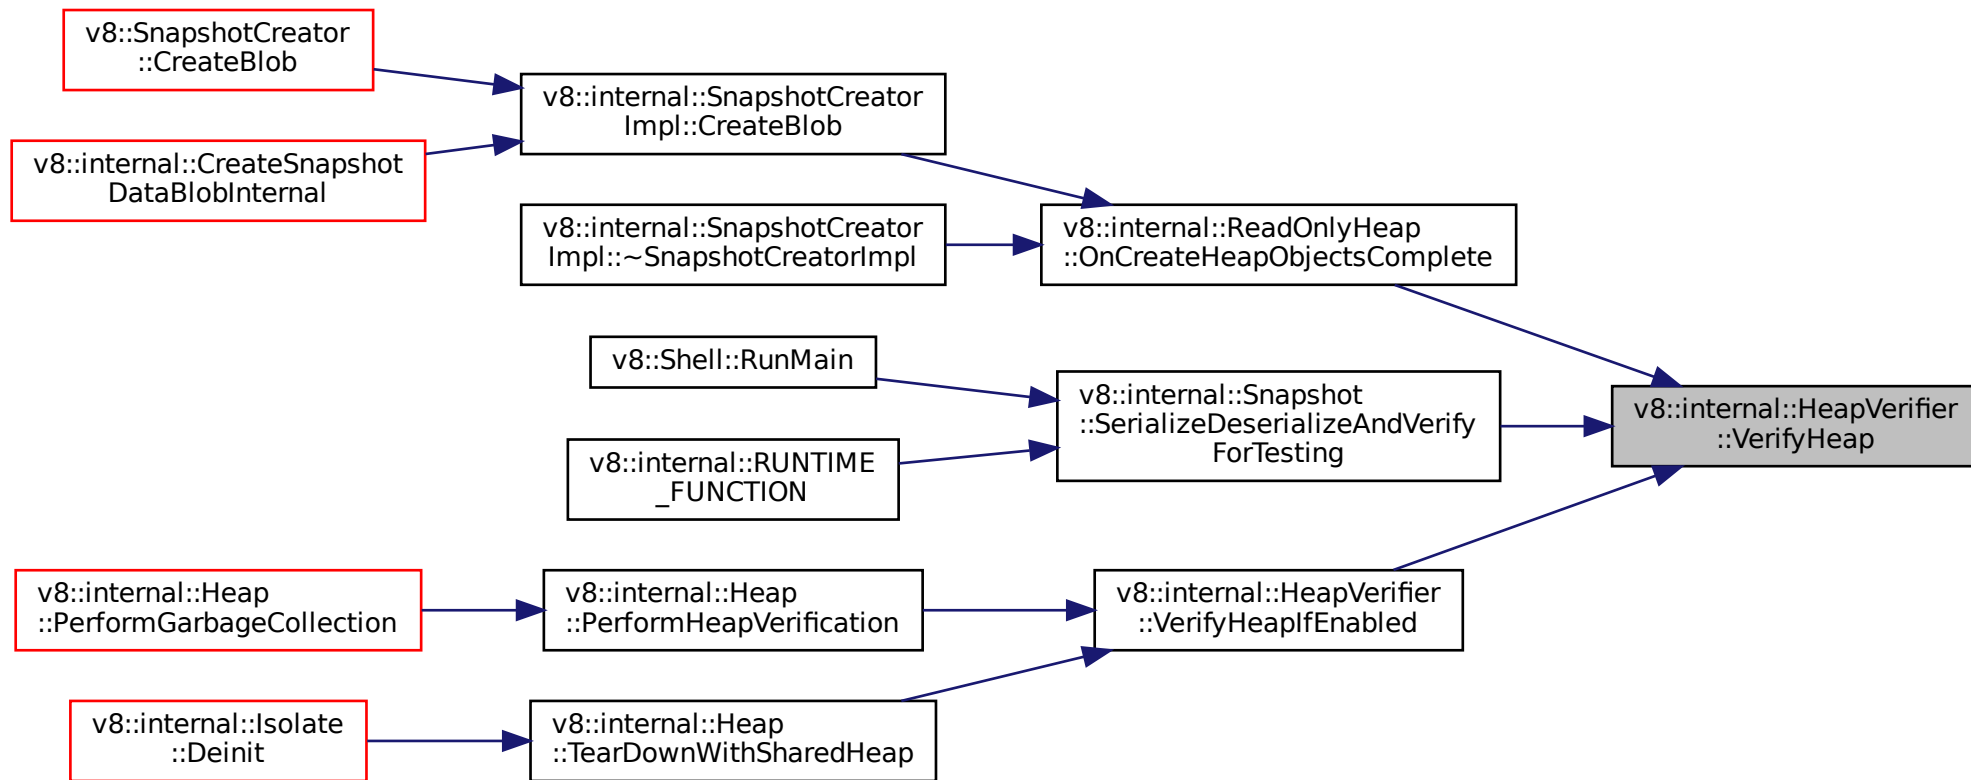 v8::SnapshotCreator
::CreateBlob
v8::internal::CreateSnapshot
DataBlobInternal
v8::internal::SnapshotCreator
Impl::CreateBlob
v8::internal::SnapshotCreator
Impl::~SnapshotCreatorImpl
v8::internal::ReadOnlyHeap
::OnCreateHeapObjectsComplete
v8::Shell::RunMain
v8::internal::RUNTIME
_FUNCTION
v8::internal::Snapshot
::SerializeDeserializeAndVerify
ForTesting
v8::internal::HeapVerifier
::VerifyHeap
v8::internal::Heap
::PerformGarbageCollection
v8::internal::Heap
::PerformHeapVerification
v8::internal::HeapVerifier
::VerifyHeapIfEnabled
v8::internal::Isolate
::Deinit
v8::internal::Heap
::TearDownWithSharedHeap